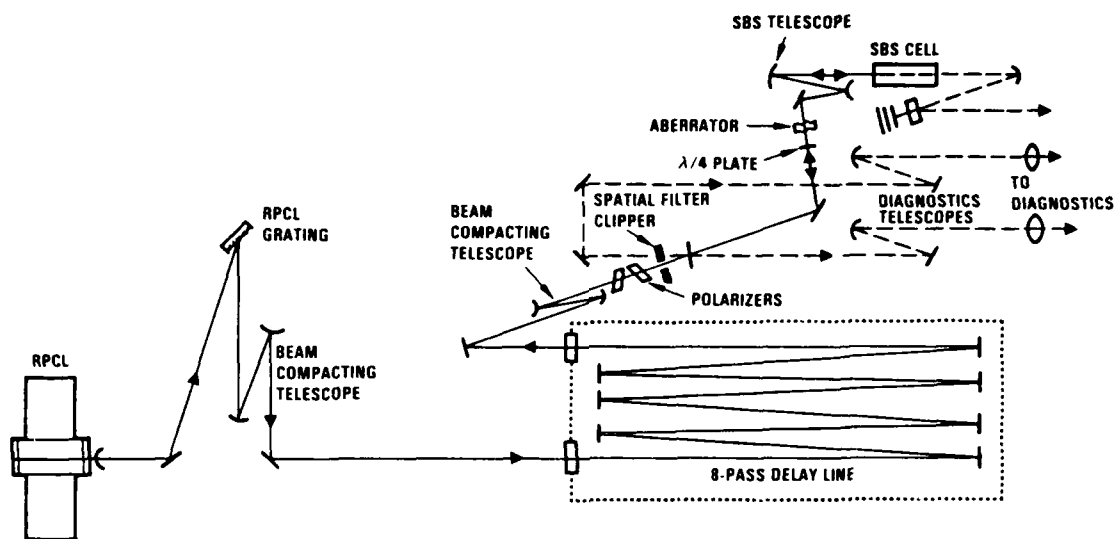 SBS TELESCOPE
SBS CELL
ABERRATOR
λ/4 PLATE
TO
DIAGNOSTICS
DIAGNOSTICS
TELESCOPES
SPATIAL FILTER
CLIPPER
BEAM
COMPACTING
TELESCOPE
RPCL
GRATING
POLARIZERS
BEAM
COMPACTING
TELESCOPE
RPCL
8-PASS DELAY LINE